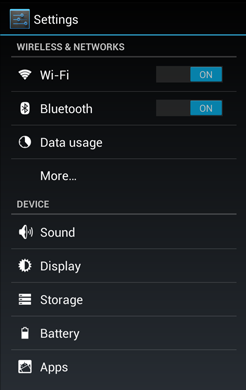 Settings
WIRELESS & NETWORKS
Wi-Fi ON
Bluetooth ON
Data usage
More...
DEVICE
Sound
Display
Storage
Battery
Apps